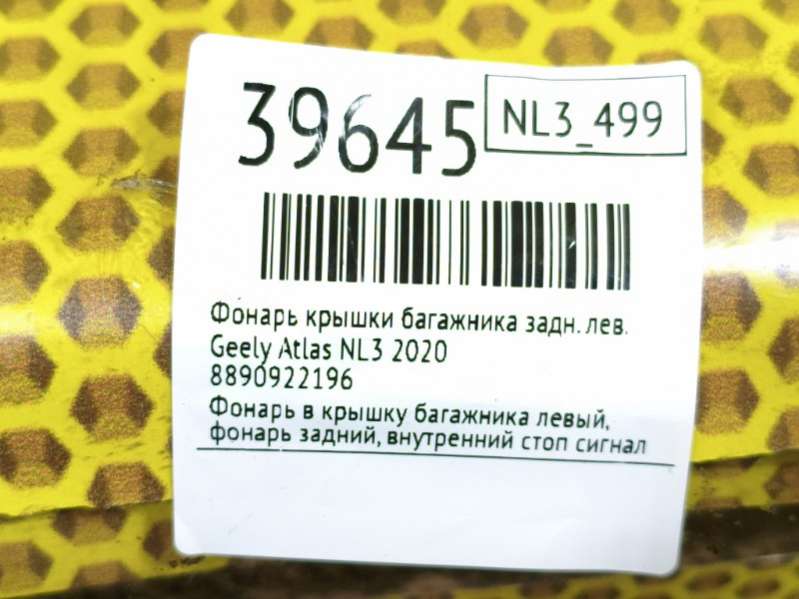 39645
NL3_499
Фонарь крышки багажника задн. лев.
Geely Atlas NL3 2020
8890922196
Фонарь в крышку багажника левый,
фонарь задний, внутренний стоп сигнал